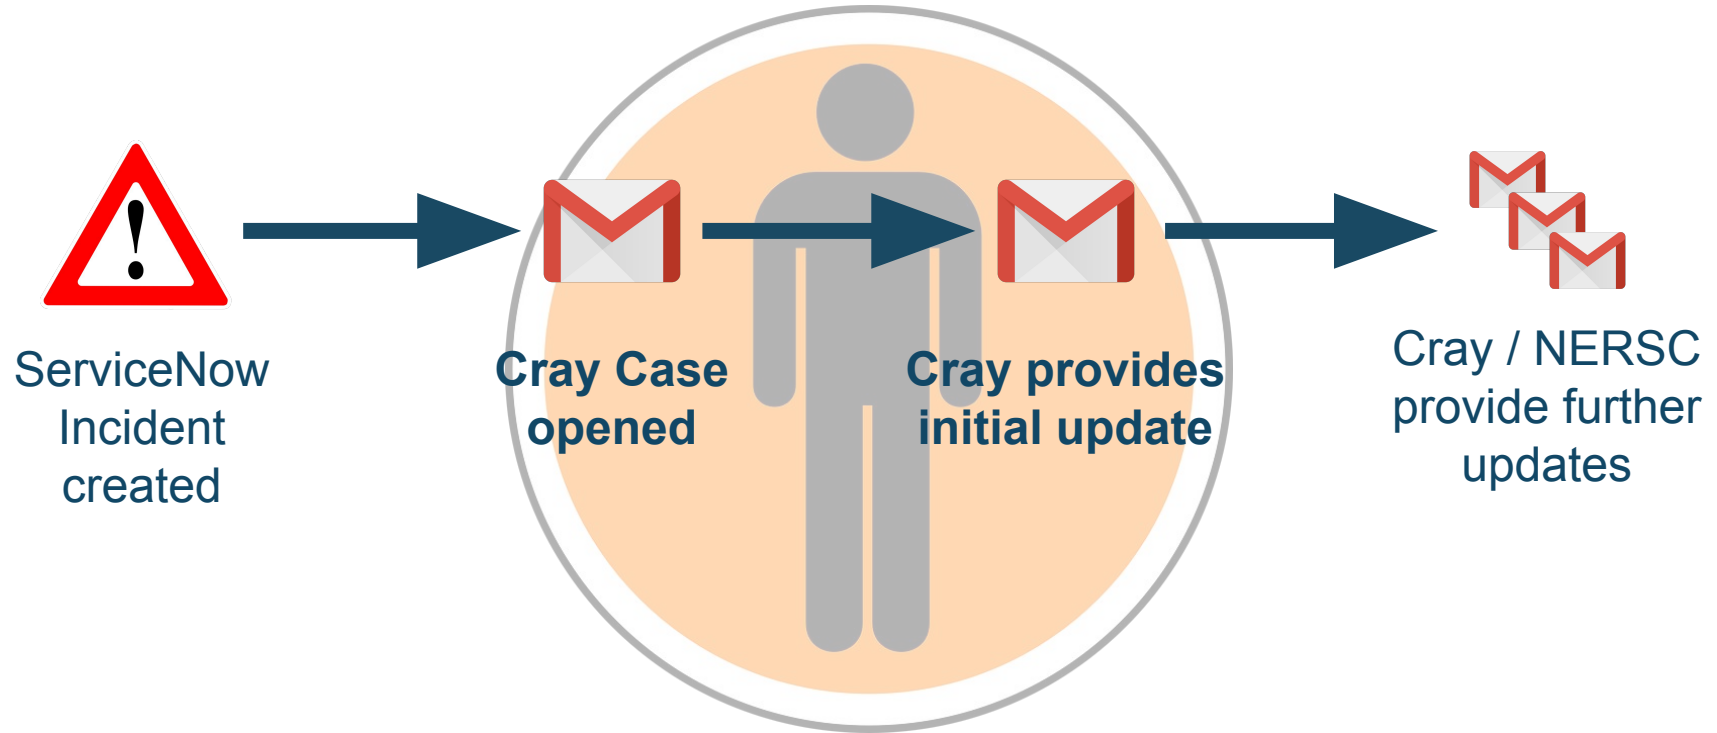 ServiceNow
Incident
created
Cray Case
opened
Cray provides
initial update
Cray / NERSC
provide further
updates